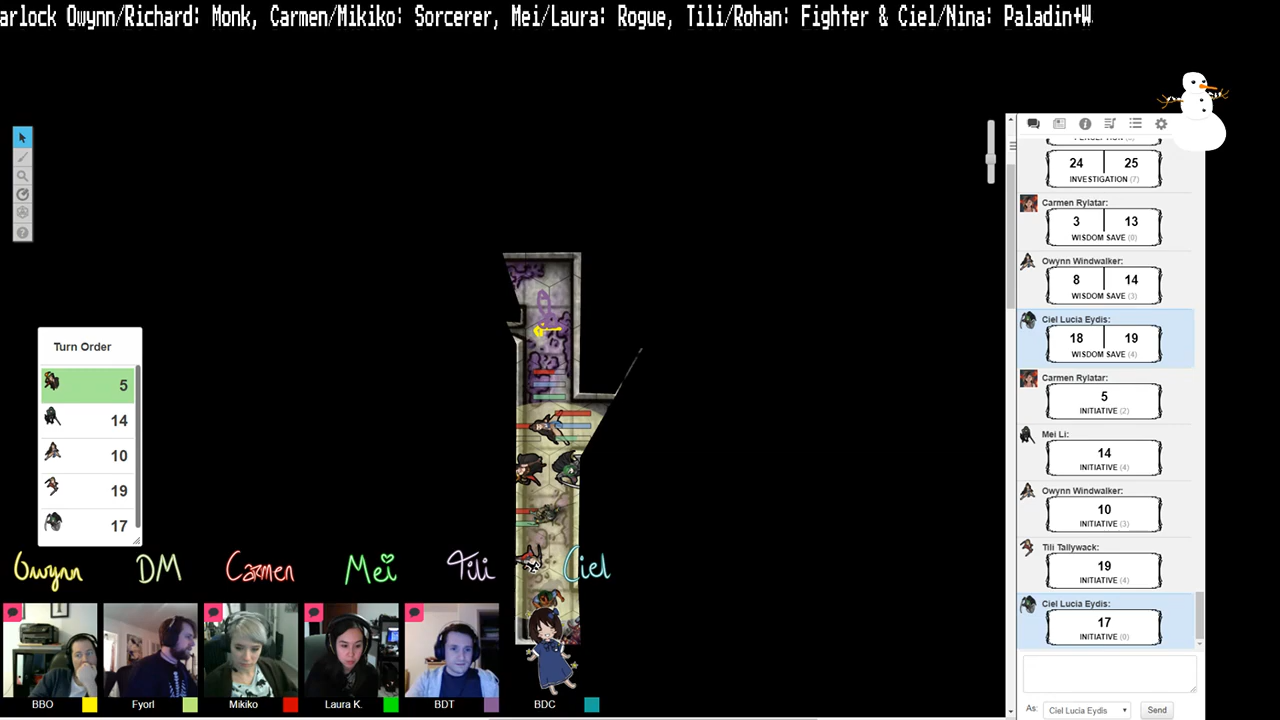 arlock Owynn/Richard: Monk, Carmen/Mikiko: Sorcerer, Mei/Laura: Rogue, Tili/Rohan: Fighter & Ciel/Nina: Paladin+W
24 25
INVESTIGATION (7)
Carmen Rylatar:
3 13
WISDOM SAVE (0)
Owynn Windwalker:
8 14
WISDOM SAVE (3)
Ciel Lucia Eydis:
18 19
WISDOM SAVE (4)
Carmen Rylatar:
5
INITIATIVE (2)
Mei Li:
14
INITIATIVE (4)
Owynn Windwalker:
10
INITIATIVE (3)
Tili Tallywack:
19
INITIATIVE (4)
Ciel Lucia Eydis:
17
INITIATIVE (0)
As: Ciel Lucia Eydis Send
Turn Order
5
14
10
19
17
Owynn DM Carmen Mei Tili Ciel
BBO Fyorl Mikiko Laura K. BDT BDC